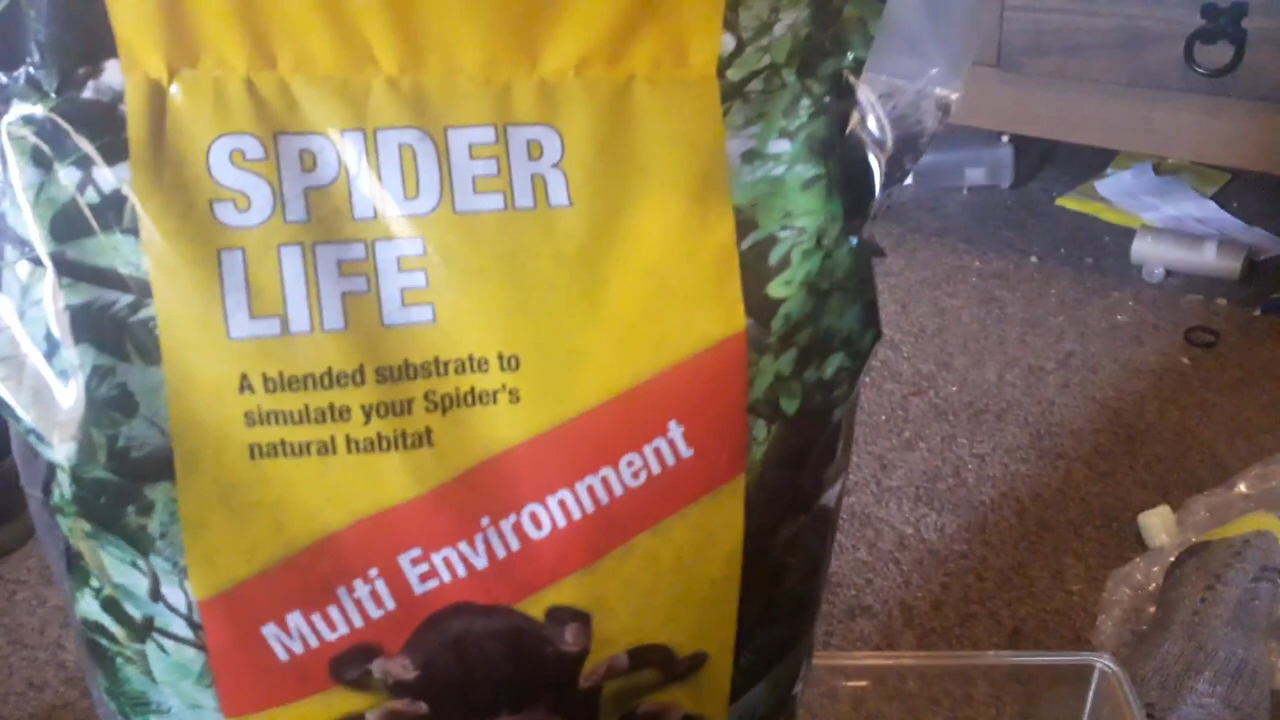 SPIDER
LIFE
A blended substrate to
simulate your Spider's
natural habitat
Multi Environment